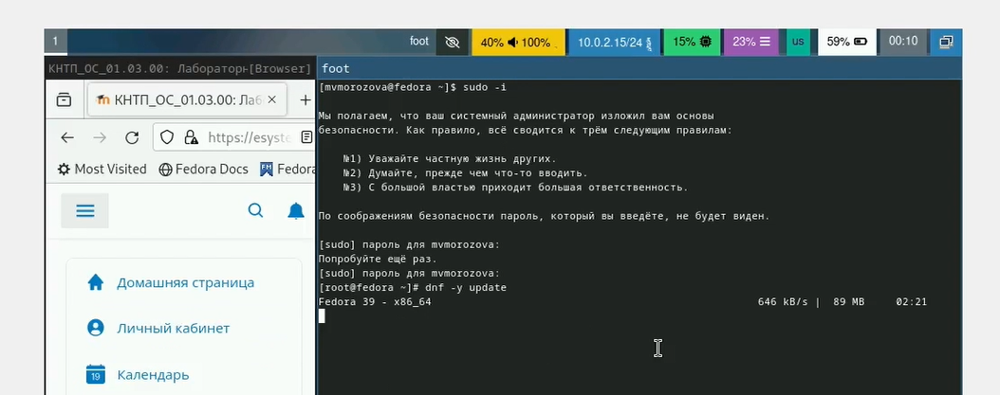 1
foot
40% 100%
10.0.2.15/24
15%
23%
us
59%
00:10
КНТП_ОС_01.03.00: Лабораторн[Browser]
foot
КНТП_ОС_01.03.00: Лаб
https://esyste
Most Visited
Fedora Docs
Fedora
Домашняя страница
Личный кабинет
19
Календарь
[mvmorozova@fedora ~]$ sudo -i
Мы полагаем, что ваш системный администратор изложил вам основы
безопасности. Как правило, всё сводится к трём следующим правилам:
№1) Уважайте частную жизнь других.
№2) Думайте, прежде чем что-то вводить.
№3) С большой властью приходит большая ответственность.
По соображениям безопасности пароль, который вы введёте, не будет виден.
[sudo] пароль для mvmorozova:
Попробуйте ещё раз.
[sudo] пароль для mvmorozova:
[root@fedora ~]# dnf -y update
Fedora 39 - x86_64 646 kB/s | 89 MB 02:21